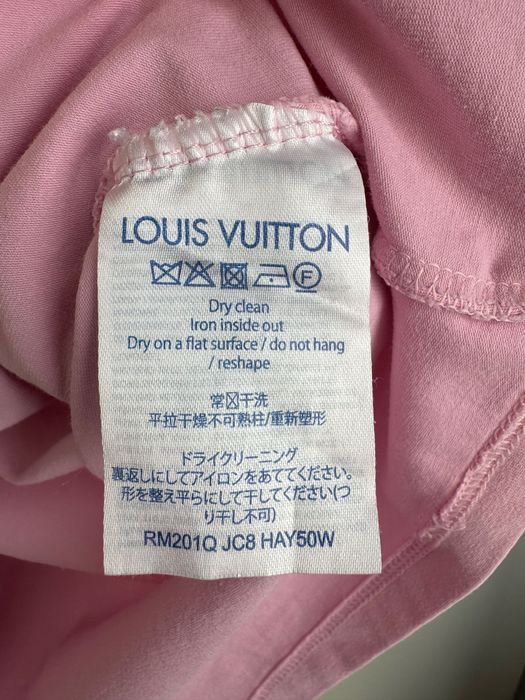 LOUIS VUITTON
F
Dry clean
Iron inside out
Dry on a flat surface / do not hang
/ reshape
常図干洗
平拉干燥不可熟柱/重新塑形
ドライクリーニング
裏返しにしてアイロンをあててください。
形を整え平らにして干してください(つ
り干し不可)
RM201Q JC8 HAY50W